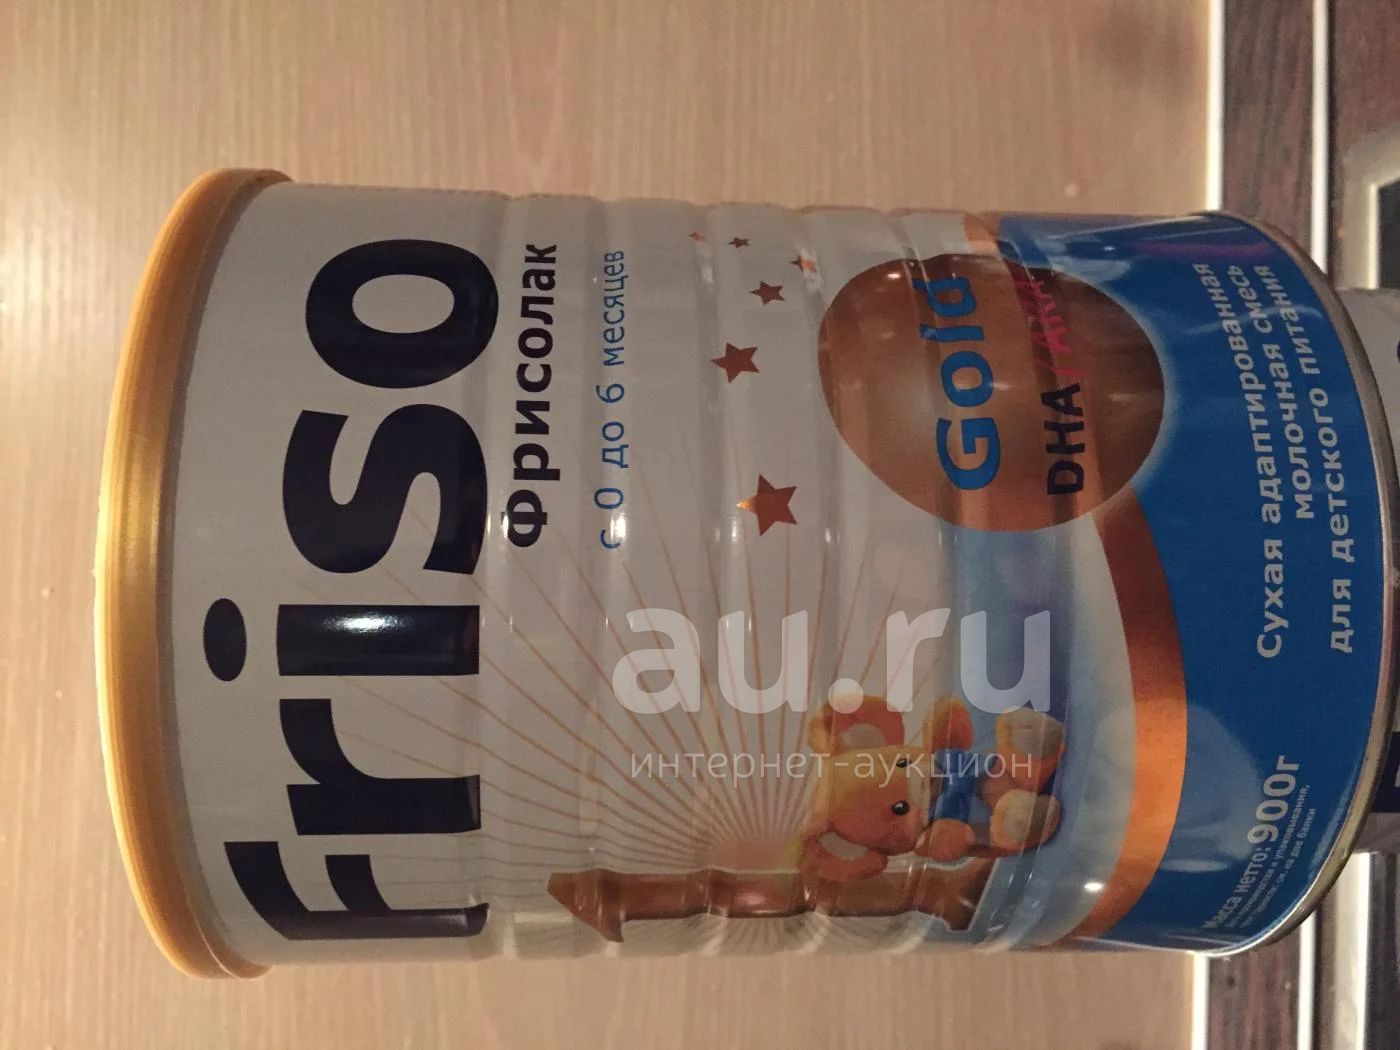 Friso
Фрисолак
с 0 до 6 месяцев
Gold
DHA/ARA
1
Сухая адаптированная
молочная смесь
для детского питания
Масса нетто: 900г
au.ru
интернет-аукцион